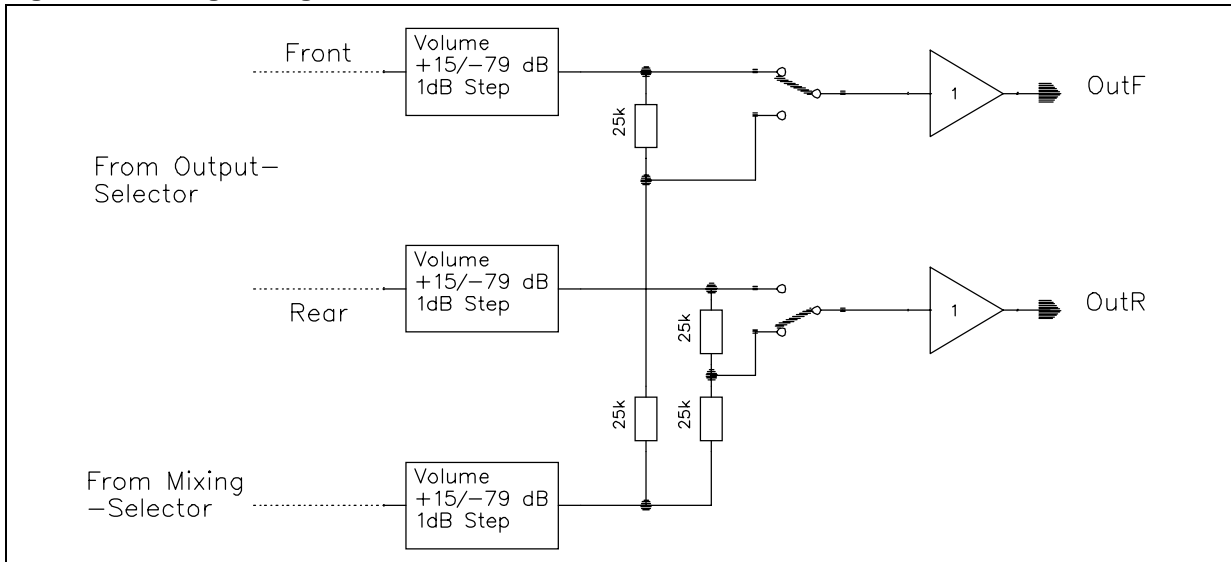 Front
Volume
+15/-79 dB
1dB Step
25k
1
OutF
From Output-
Selector
Volume
+15/-79 dB
1dB Step
Rear
25k
1
OutR
25k
25k
From Mixing
-Selector
Volume
+15/-79 dB
1dB Step